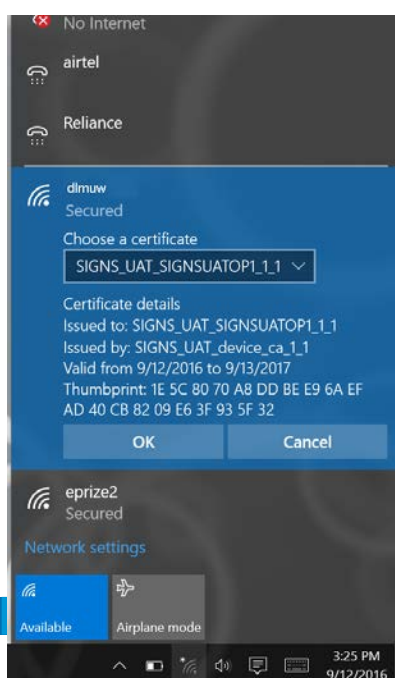 No Internet
airtel
Reliance
dlmuw
Secured
Choose a certificate
SIGNS_UAT_SIGNSUATOP1_1_1
Certificate details
Issued to: SIGNS_UAT_SIGNSUATOP1_1_1
Issued by: SIGNS_UAT_device_ca_1_1
Valid from 9/12/2016 to 9/13/2017
Thumbprint: 1E 5C 80 70 A8 DD BE E9 6A EF
AD 40 CB 82 09 E6 3F 93 5F 32
OK Cancel
eprize2
Secured
Network settings
Available Airplane mode
3:25 PM
9/12/2016